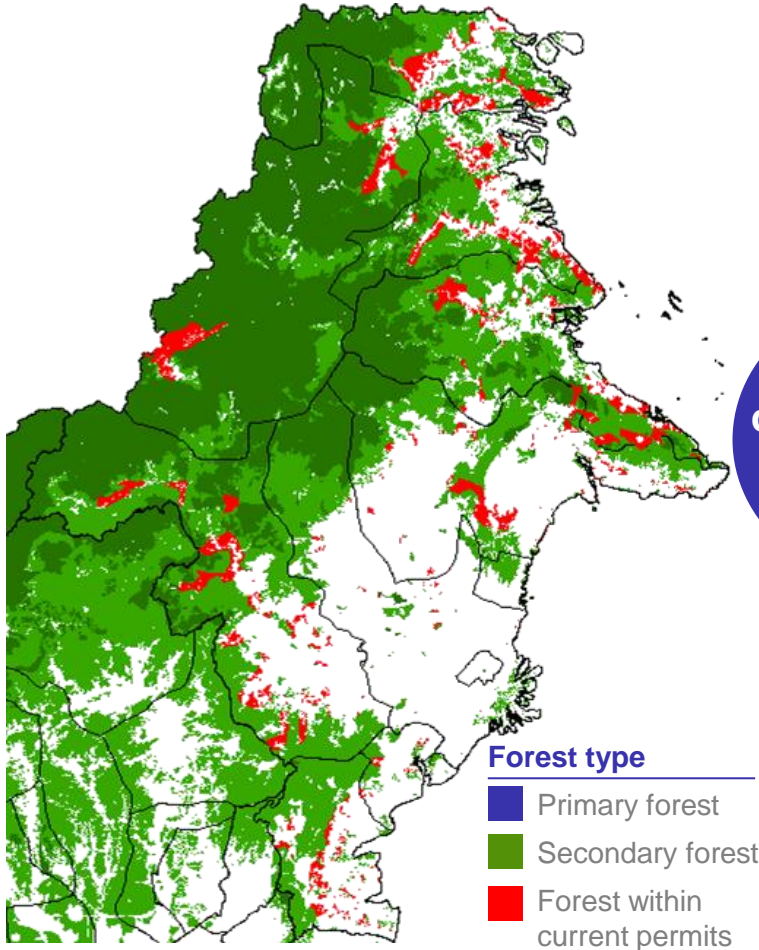 Forest type
Primary forest
Secondary forest
Forest within
current permits